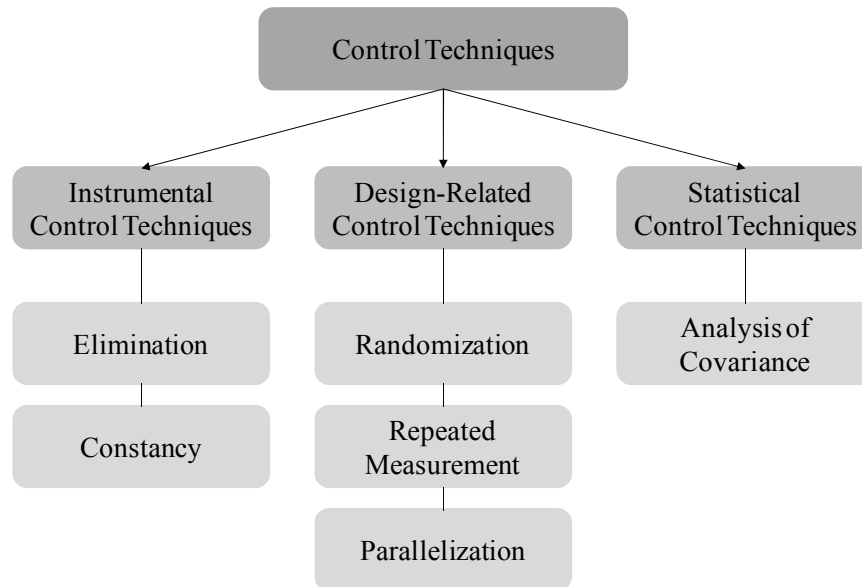 Control Techniques
Instrumental
Control Techniques
Design-Related
Control Techniques
Statistical
Control Techniques
Elimination
Randomization
Analysis of
Covariance
Constancy
Repeated
Measurement
Parallelization